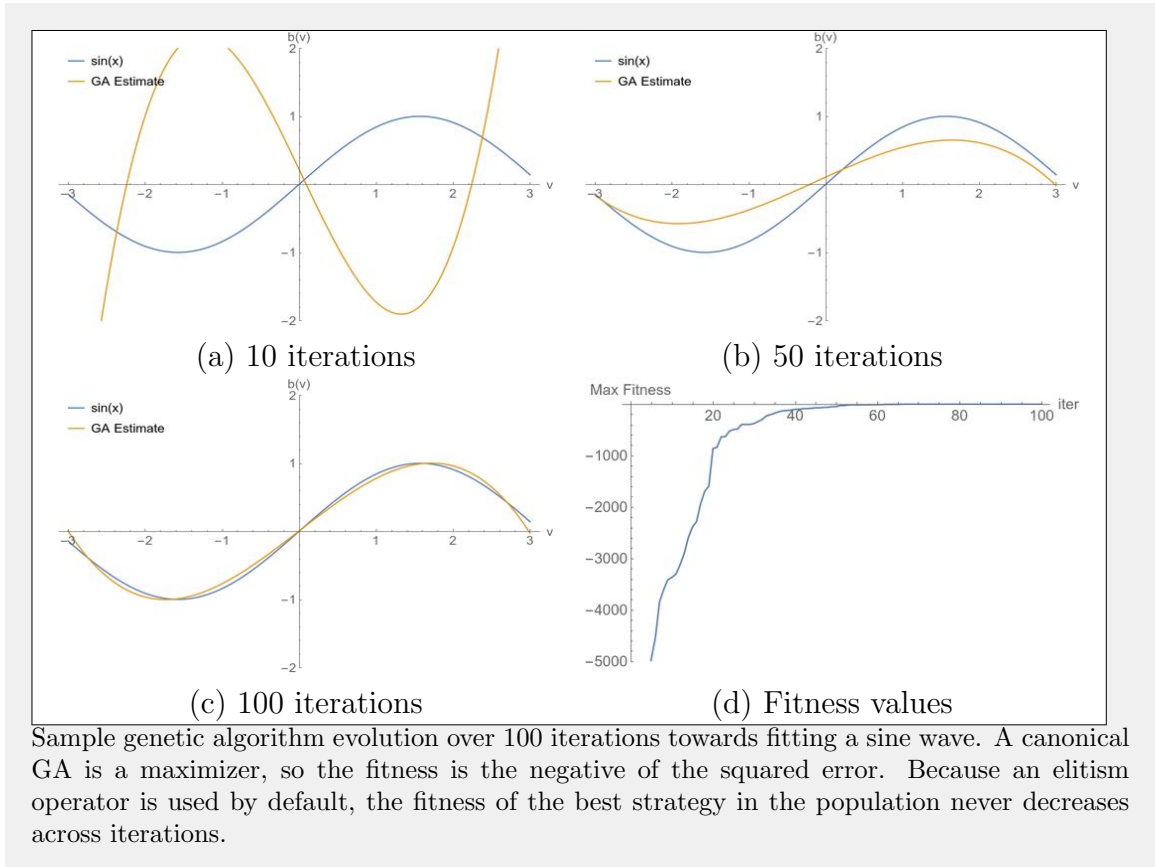 b(v)
2
sin(x)
GA Estimate
1
-3 -2 -1 1 2 3 v
-1
-2
(a) 10 iterations
b(v)
2
sin(x)
GA Estimate
1
-3 -2 -1 1 2 3 v
-1
-2
(b) 50 iterations
b(v)
2
sin(x)
GA Estimate
1
-3 -2 -1 1 2 3 v
-1
-2
(c) 100 iterations
Max Fitness
20 40 60 80 100 iter
-1000
-2000
-3000
-4000
-5000
(d) Fitness values
Sample genetic algorithm evolution over 100 iterations towards fitting a sine wave. A canonical
GA is a maximizer, so the fitness is the negative of the squared error. Because an elitism
operator is used by default, the fitness of the best strategy in the population never decreases
across iterations.